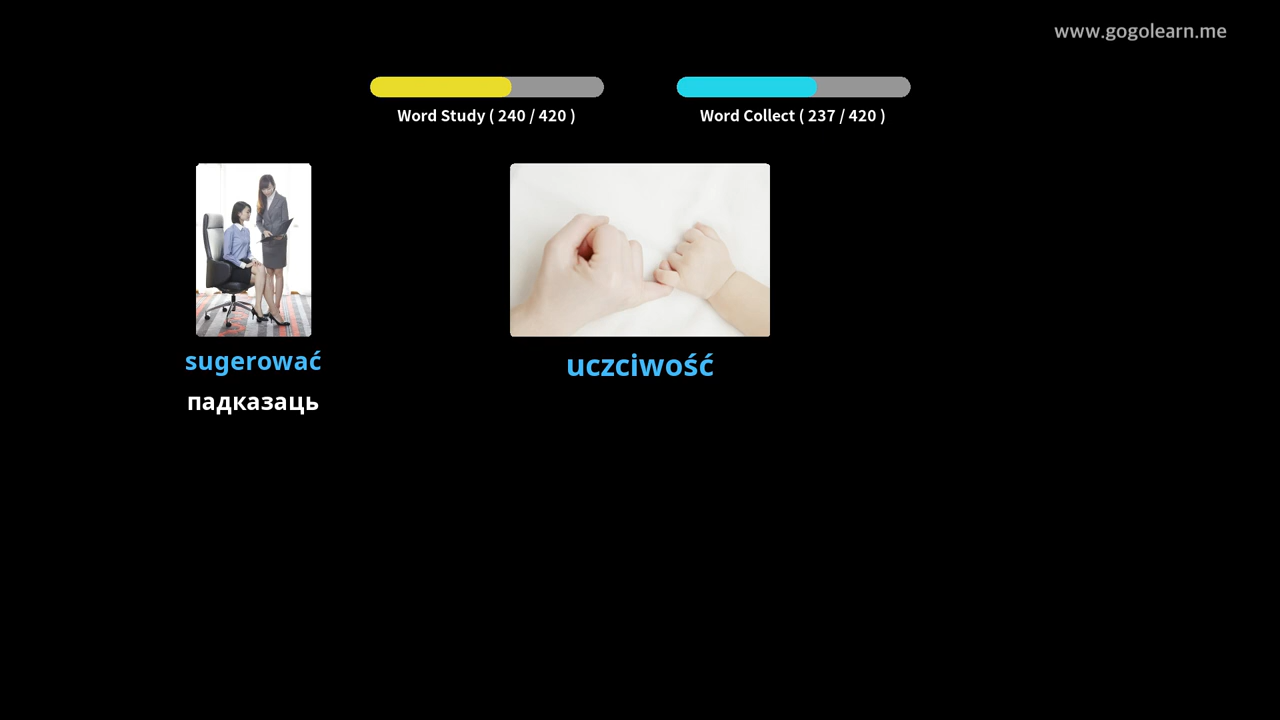 www.gogolearn.me
Word Study ( 240 / 420 )
Word Collect ( 237 / 420 )
sugerować
падказаць
uczciwość